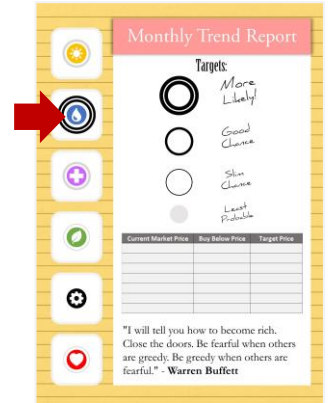 Monthly Trend Report
Targets:
More
Likely!
Good
Chance
Slim
Chance
Least
Probable
Current Market Price Buy Below Price Target Price
"I will tell you how to become rich.
Close the doors. Be fearful when others
are greedy. Be greedy when others are
fearful." - Warren Buffett